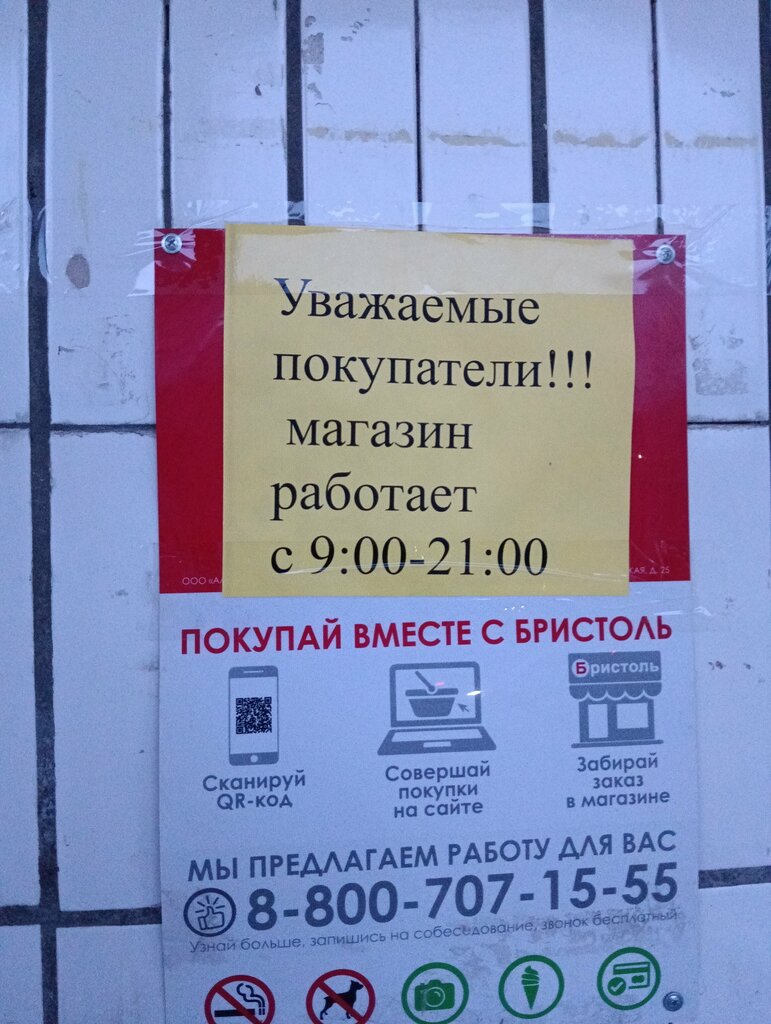 Уважаемые
покупатели!!!
магазин
работает
с 9:00-21:00
ООО
Д. 25
ПОКУПАЙ ВМЕСТЕ С БРИСТОЛЬ
Бристоль
Сканируй
QR-код
Совершай
покупки
на сайте
Забирай
заказ
в магазине
МЫ ПРЕДЛАГАЕМ РАБОТУ ДЛЯ ВАС
8-800-707-15-55
Узнай больше, запишись на собеседование, звонок бесплатный